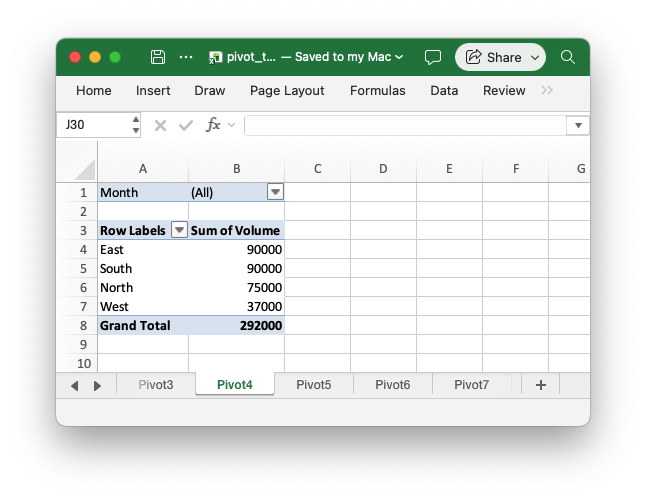 pivot_t... — Saved to my Mac
Share
Home Insert Draw Page Layout Formulas Data Review
J30 fx
A B C D E F G
1 Month (All)
2
3 Row Labels Sum of Volume
4 East 90000
5 South 90000
6 North 75000
7 West 37000
8 Grand Total 292000
9
10
Pivot3 Pivot4 Pivot5 Pivot6 Pivot7 +